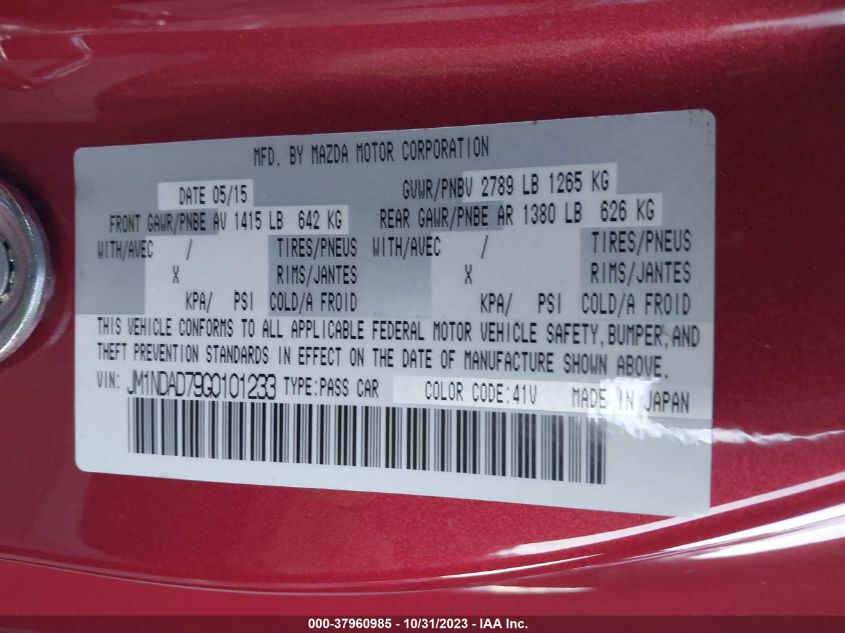 MFD. BY MAZDA MOTOR CORPORATION
DATE 05/15 GVWR/PNBV 2789 LB 1265 KG
FRONT GAWR/PNBE AV 1415 LB 642 KG REAR GAWR/PNBE AR 1380 LB 626 KG
WITH/AVEC / TIRES/PNEUS WITH/AVEC / TIRES/PNEUS
X RIMS/JANTES X RIMS/JANTES
KPA/ PSI COLD/A FROID KPA/ PSI COLD/A FROID
THIS VEHICLE CONFORMS TO ALL APPLICABLE FEDERAL MOTOR VEHICLE SAFETY, BUMPER, AND
THEFT PREVENTION STANDARDS IN EFFECT ON THE DATE OF MANUFACTURE SHOWN ABOVE.
VIN: JM1NDAD79G0101233 TYPE:PASS CAR COLOR CODE:41V MADE IN JAPAN
000-37960985 - 10/31/2023 - IAA Inc.